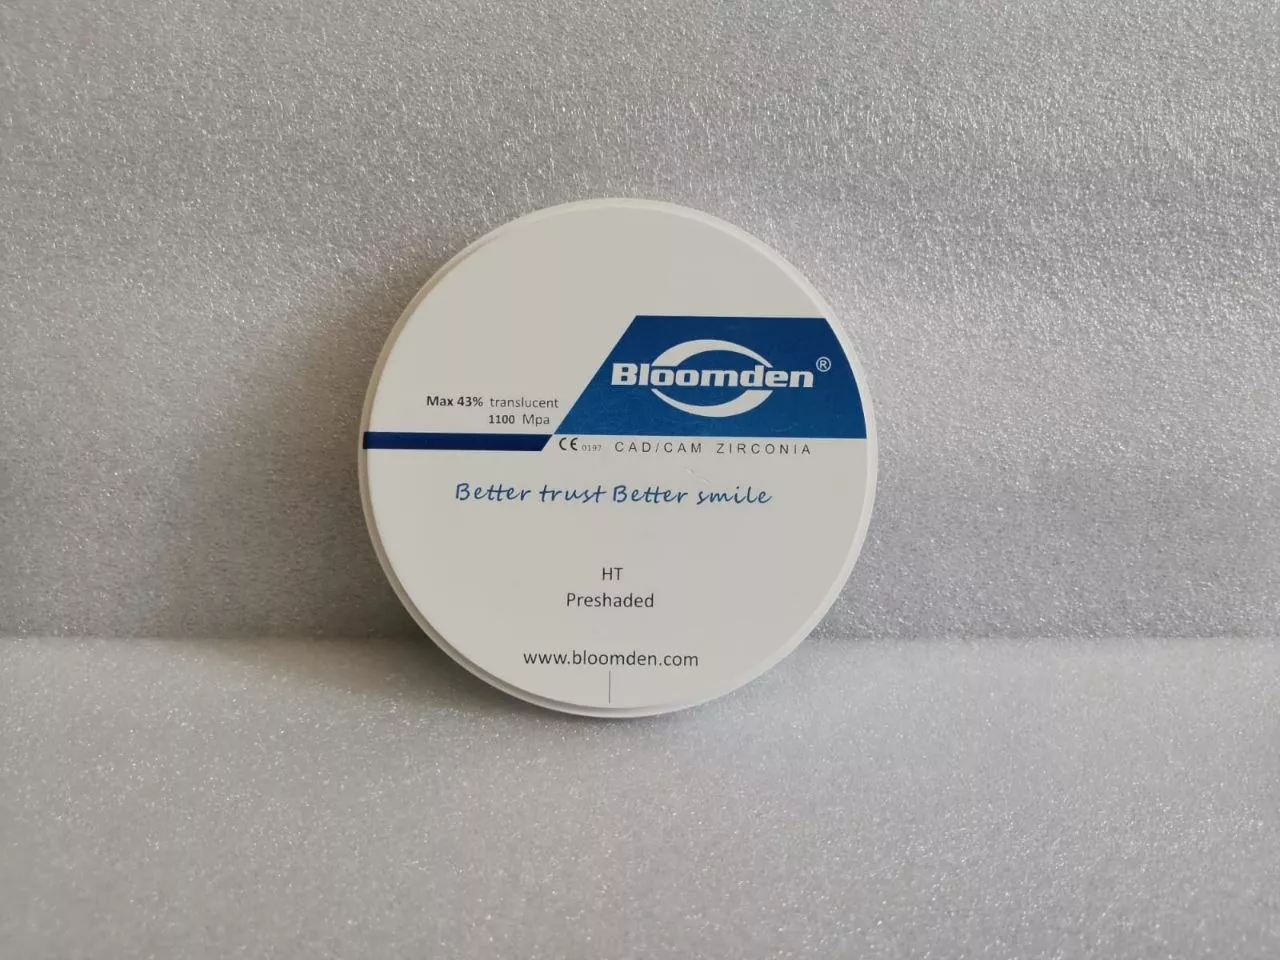 Bloomden®
Max 43% translucent
1100 Mpa
CE 0197 CAD/CAM ZIRCONIA
Better trust Better smile
HT
Preshaded
www.bloomden.com